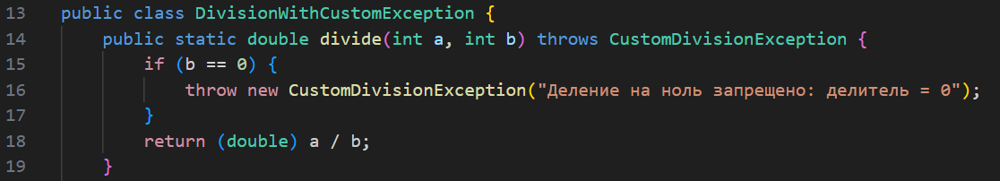 13 public class DivisionWithCustomException {
14 public static double divide(int a, int b) throws CustomDivisionException {
15 if (b == 0) {
16 throw new CustomDivisionException("Деление на ноль запрещено: делитель = 0");
17 }
18 return (double) a / b;
19 }